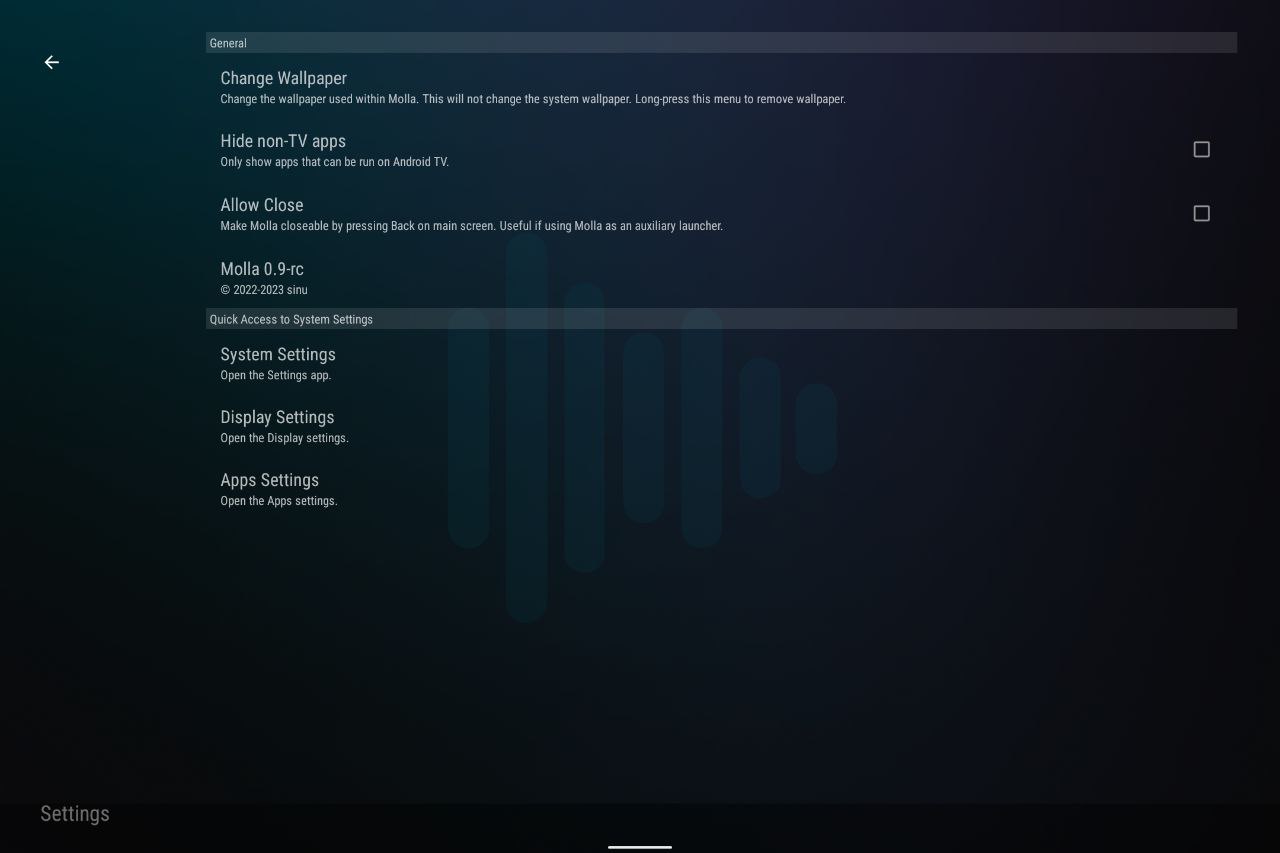 General
Change Wallpaper
Change the wallpaper used within Molla. This will not change the system wallpaper. Long-press this menu to remove wallpaper.
Hide non-TV apps
Only show apps that can be run on Android TV.
Allow Close
Make Molla closeable by pressing Back on main screen. Useful if using Molla as an auxiliary launcher.
Molla 0.9-rc
© 2022-2023 sinu
Quick Access to System Settings
System Settings
Open the Settings app.
Display Settings
Open the Display settings.
Apps Settings
Open the Apps settings.
Settings